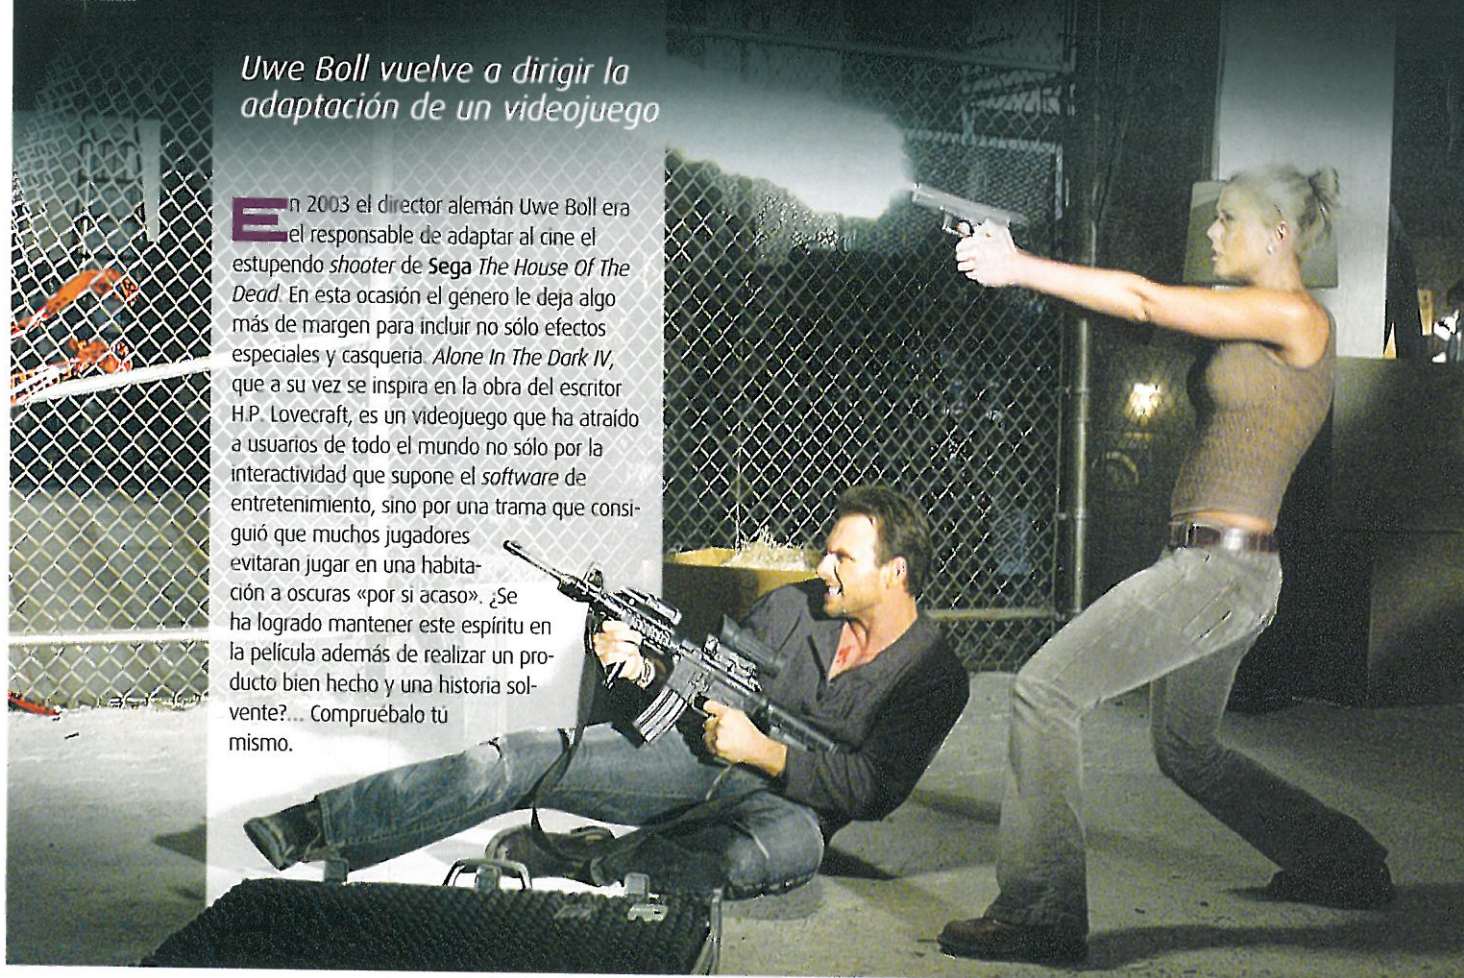 Uwe Boll vuelve a dirigir la
adaptación de un videojuego
En 2003 el director alemán Uwe Boll era
el responsable de adaptar al cine el
estupendo shooter de Sega The House Of The
Dead. En esta ocasión el género le deja algo
más de margen para incluir no sólo efectos
especiales y casquería. Alone In The Dark IV,
que a su vez se inspira en la obra del escritor
H.P. Lovecraft, es un videojuego que ha atraído
a usuarios de todo el mundo no sólo por la
interactividad que supone el software de
entretenimiento, sino por una trama que consi-
guió que muchos jugadores
evitaran jugar en una habita-
ción a oscuras «por si acaso». ¿Se
ha logrado mantener este espíritu en
la película además de realizar un pro-
ducto bien hecho y una historia sol-
vente?... Compruébalo tú
mismo.